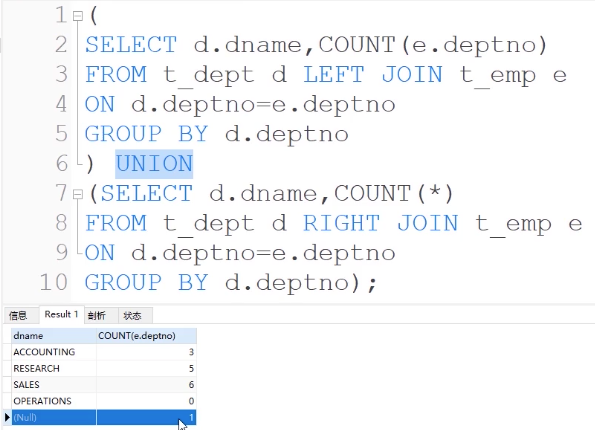 1 (
2 SELECT d.dname,COUNT(e.deptno)
3 FROM t_dept d LEFT JOIN t_emp e
4 ON d.deptno=e.deptno
5 GROUP BY d.deptno
6 ) UNION
7 (SELECT d.dname,COUNT(*)
8 FROM t_dept d RIGHT JOIN t_emp e
9 ON d.deptno=e.deptno
10 GROUP BY d.deptno);
信息 Result 1 剖析 状态
dname COUNT(e.deptno)
ACCOUNTING 3
RESEARCH 5
SALES 6
OPERATIONS 0
(Null) 1